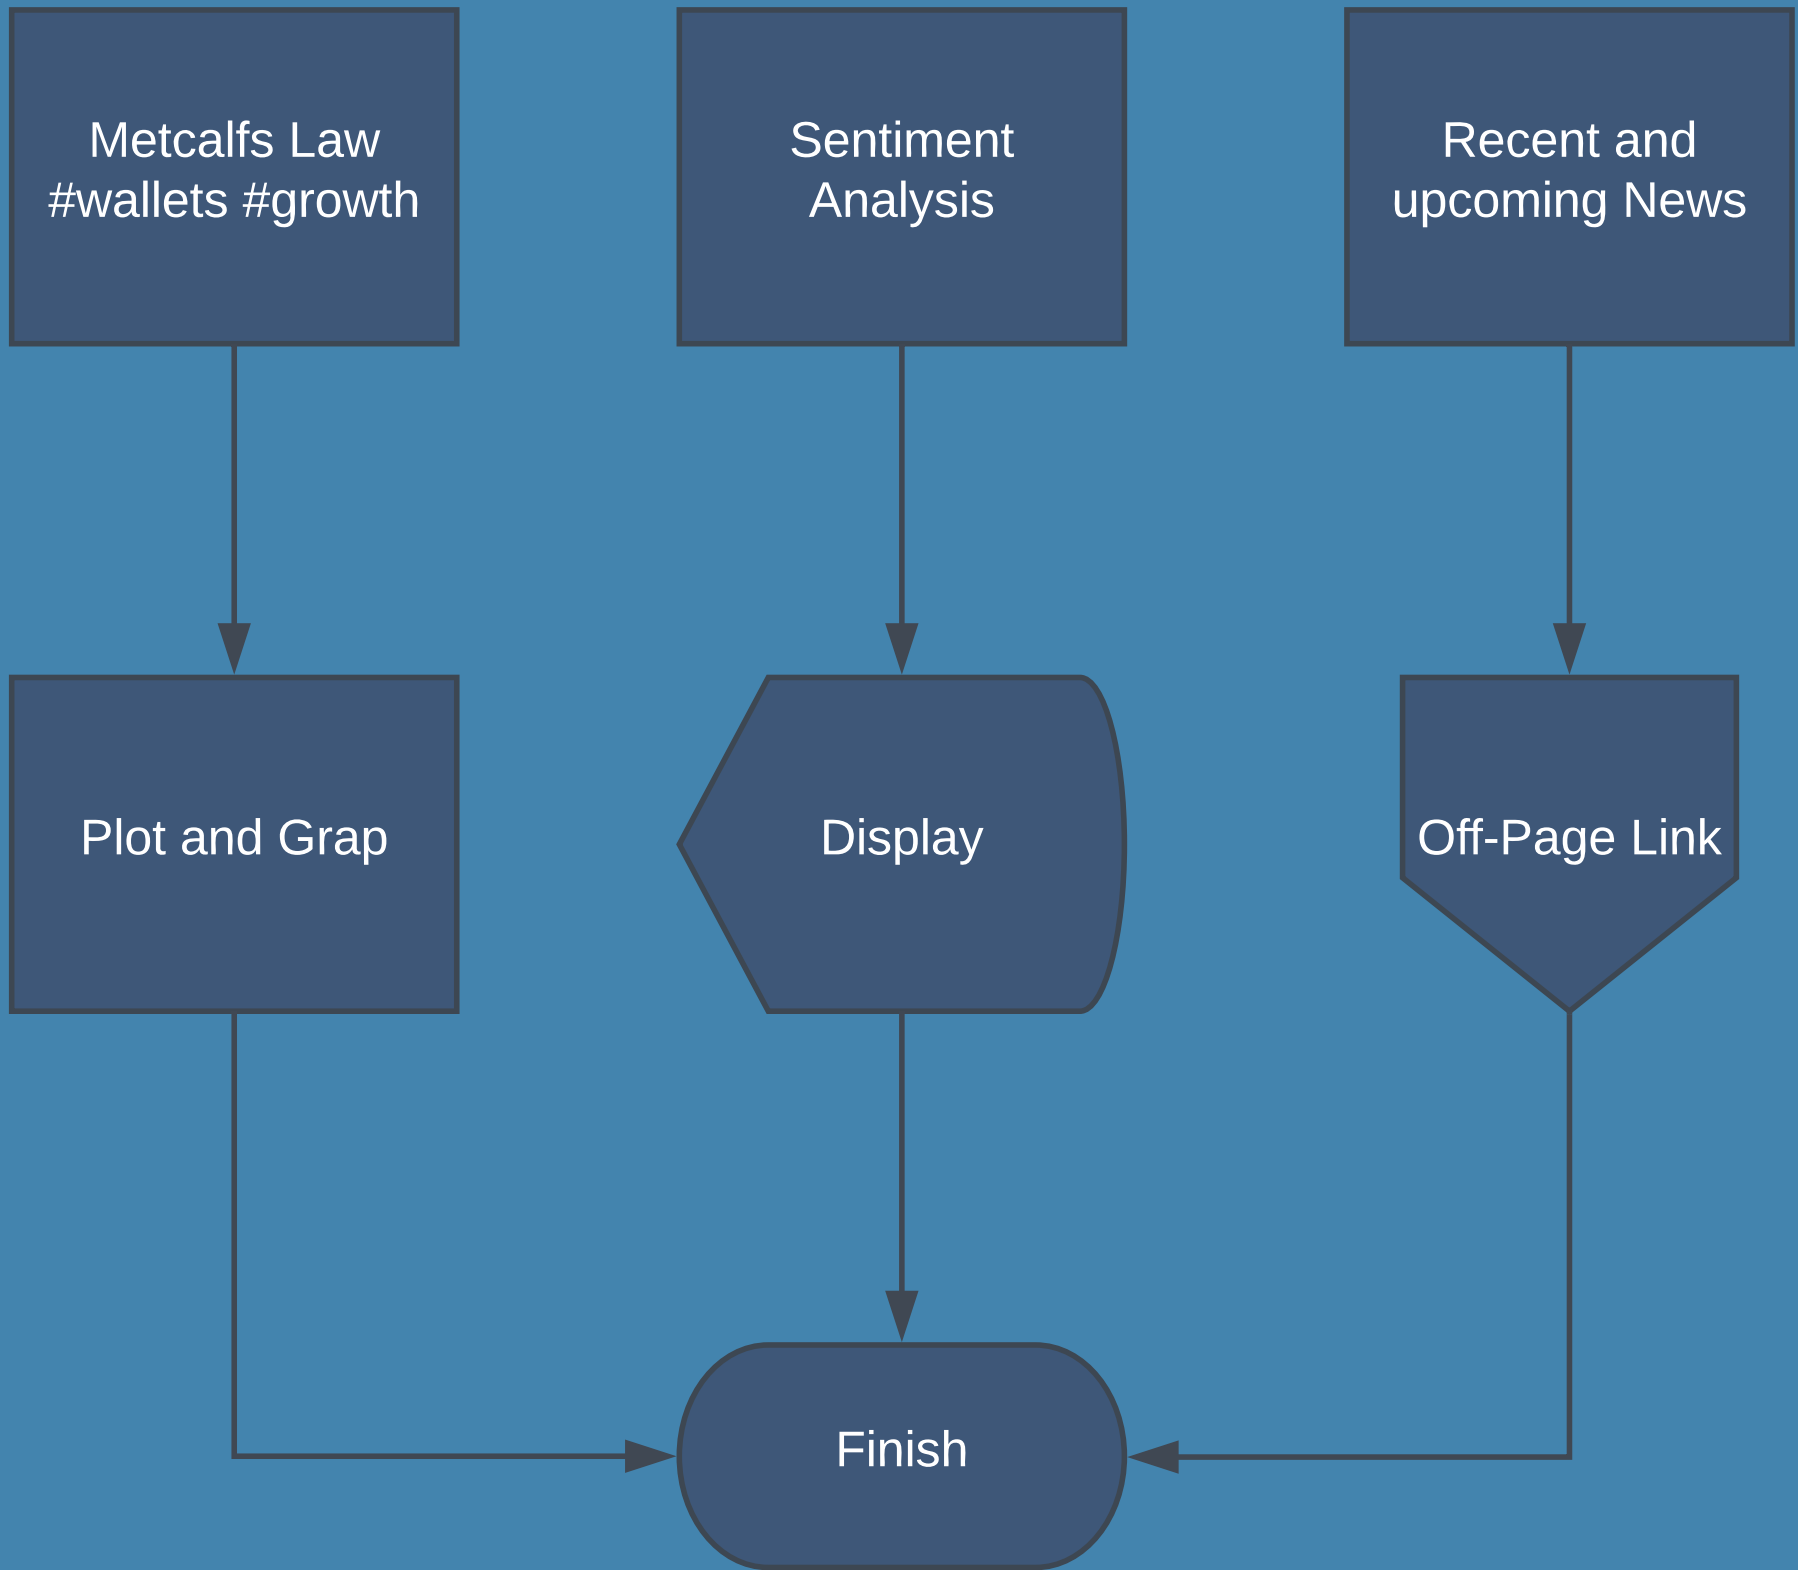 Metcalfs Law
#wallets #growth
Sentiment
Analysis
Recent and
upcoming News
Plot and Grap
Display
Off-Page Link
Finish